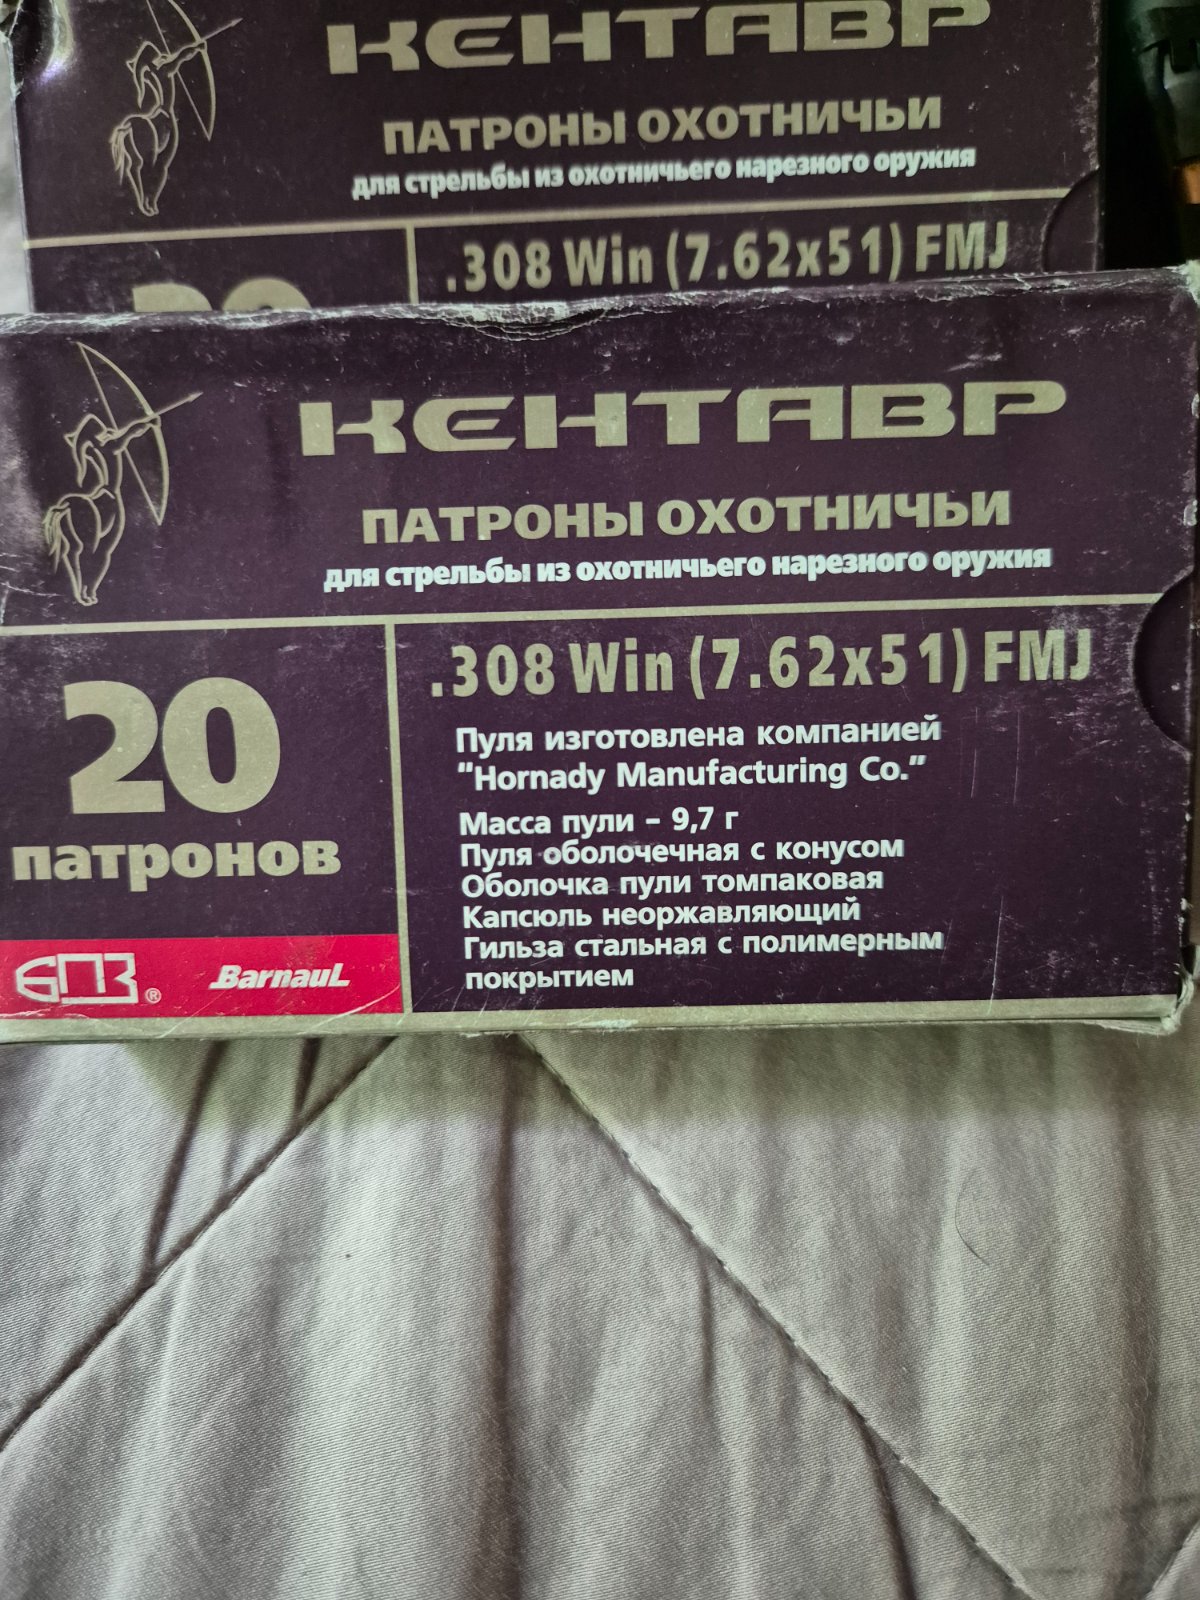 КЕНТАВР
ПАТРОНЫ ОХОТНИЧЬИ
для стрельбы из охотничьего нарезного оружия
.308 Win (7.62x51) FMJ
20
КЕНТАВР
ПАТРОНЫ ОХОТНИЧЬИ
для стрельбы из охотничьего нарезного оружия
20
патронов
.308 Win (7.62x51) FMJ
Пуля изготовлена компанией
"Hornady Manufacturing Co."
Масса пули - 9,7 г
Пуля оболочечная с конусом
Оболочка пули томпаковая
Капсюль неоржавляющий
Гильза стальная с полимерным
покрытием
БПЗ® BarnauL